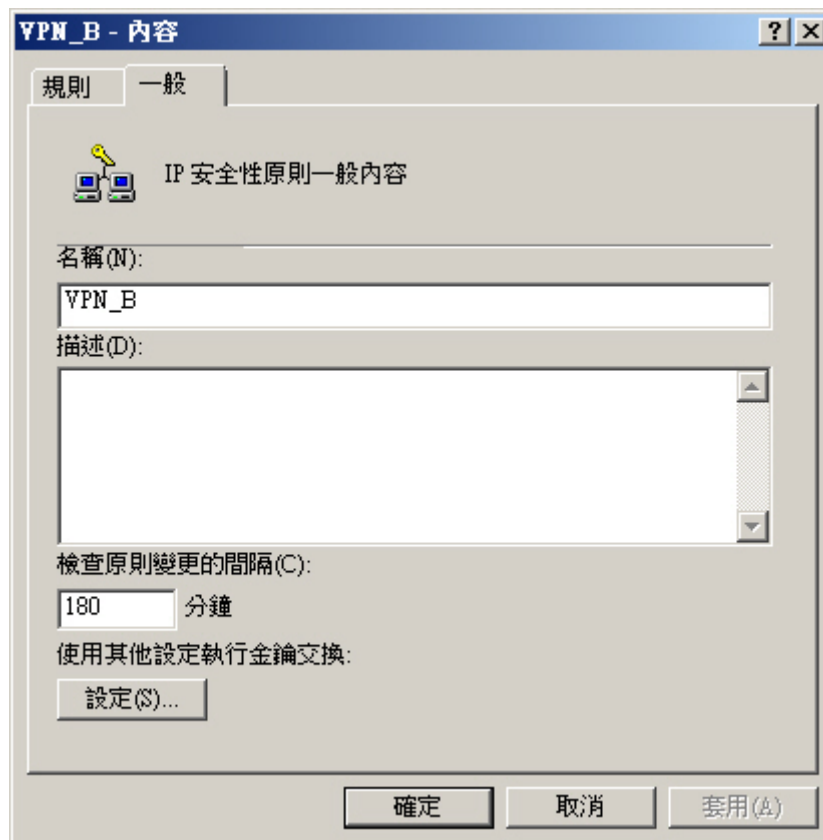 VPN_B - 內容
規則 一般
IP 安全性原則一般內容
名稱(N):
VPN_B
描述(D):
檢查原則變更的間隔(C):
180 分鐘
使用其他設定執行金鑰交換:
設定(S)...
確定 取消 套用(A)